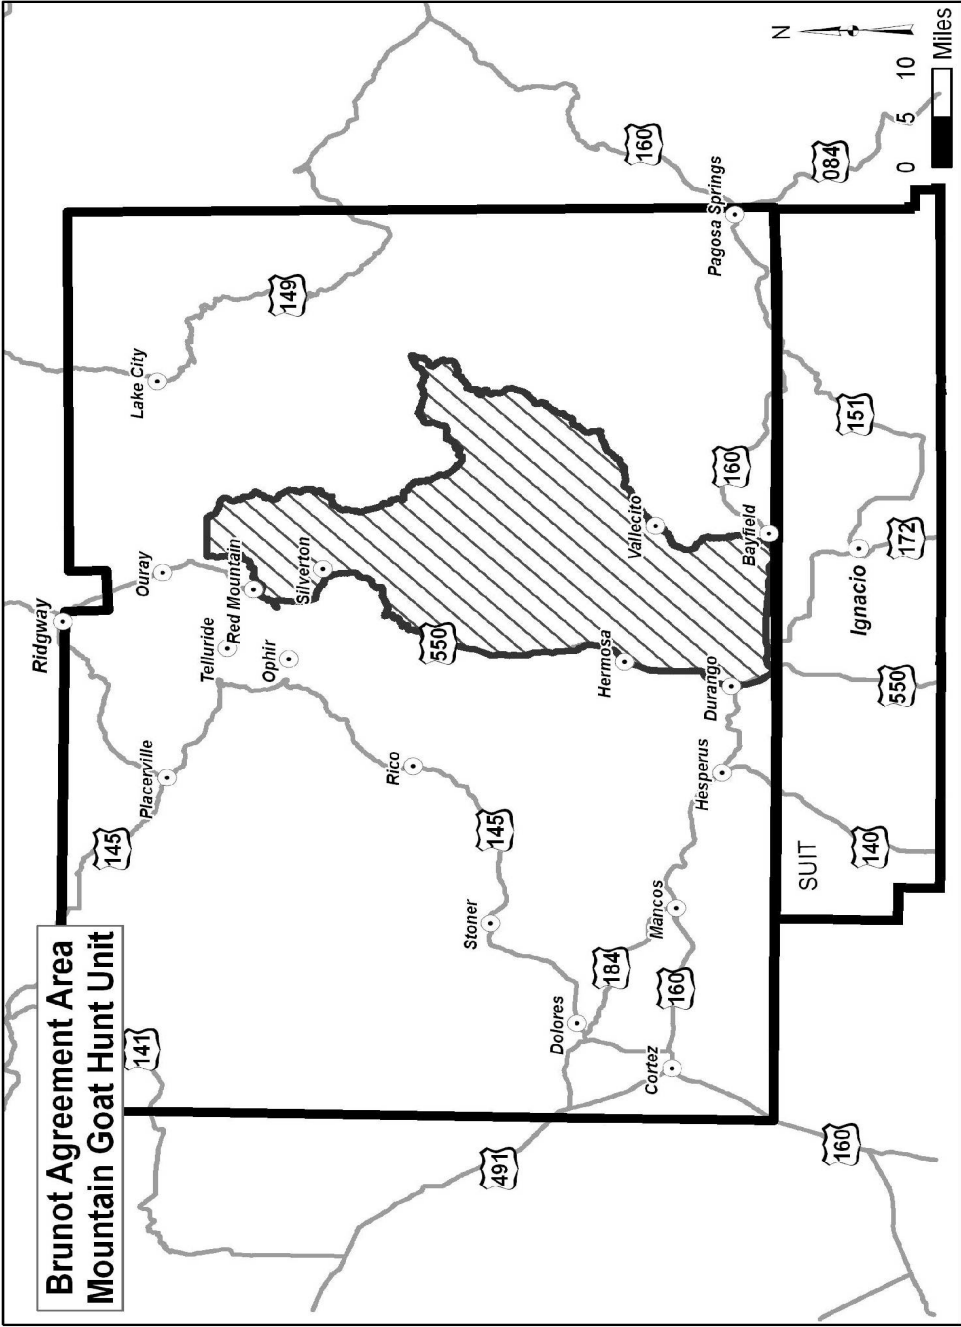 Brunot Agreement Area
Mountain Goat Hunt Unit
Ridgway
145
Placerville
Ouray
Lake City
141
Telluride
Red Mountain
Ophir
Silverton
149
Rico
550
145
Stoner
491
Dolores
184
Hermosa
Vallecito
160
Cortez
160
Mancos
Hesperus
Durango
160
Bayfield
Pagosa Springs
SUIT
160
140
550
Ignacio
172
151
084
N
0 5 10
Miles